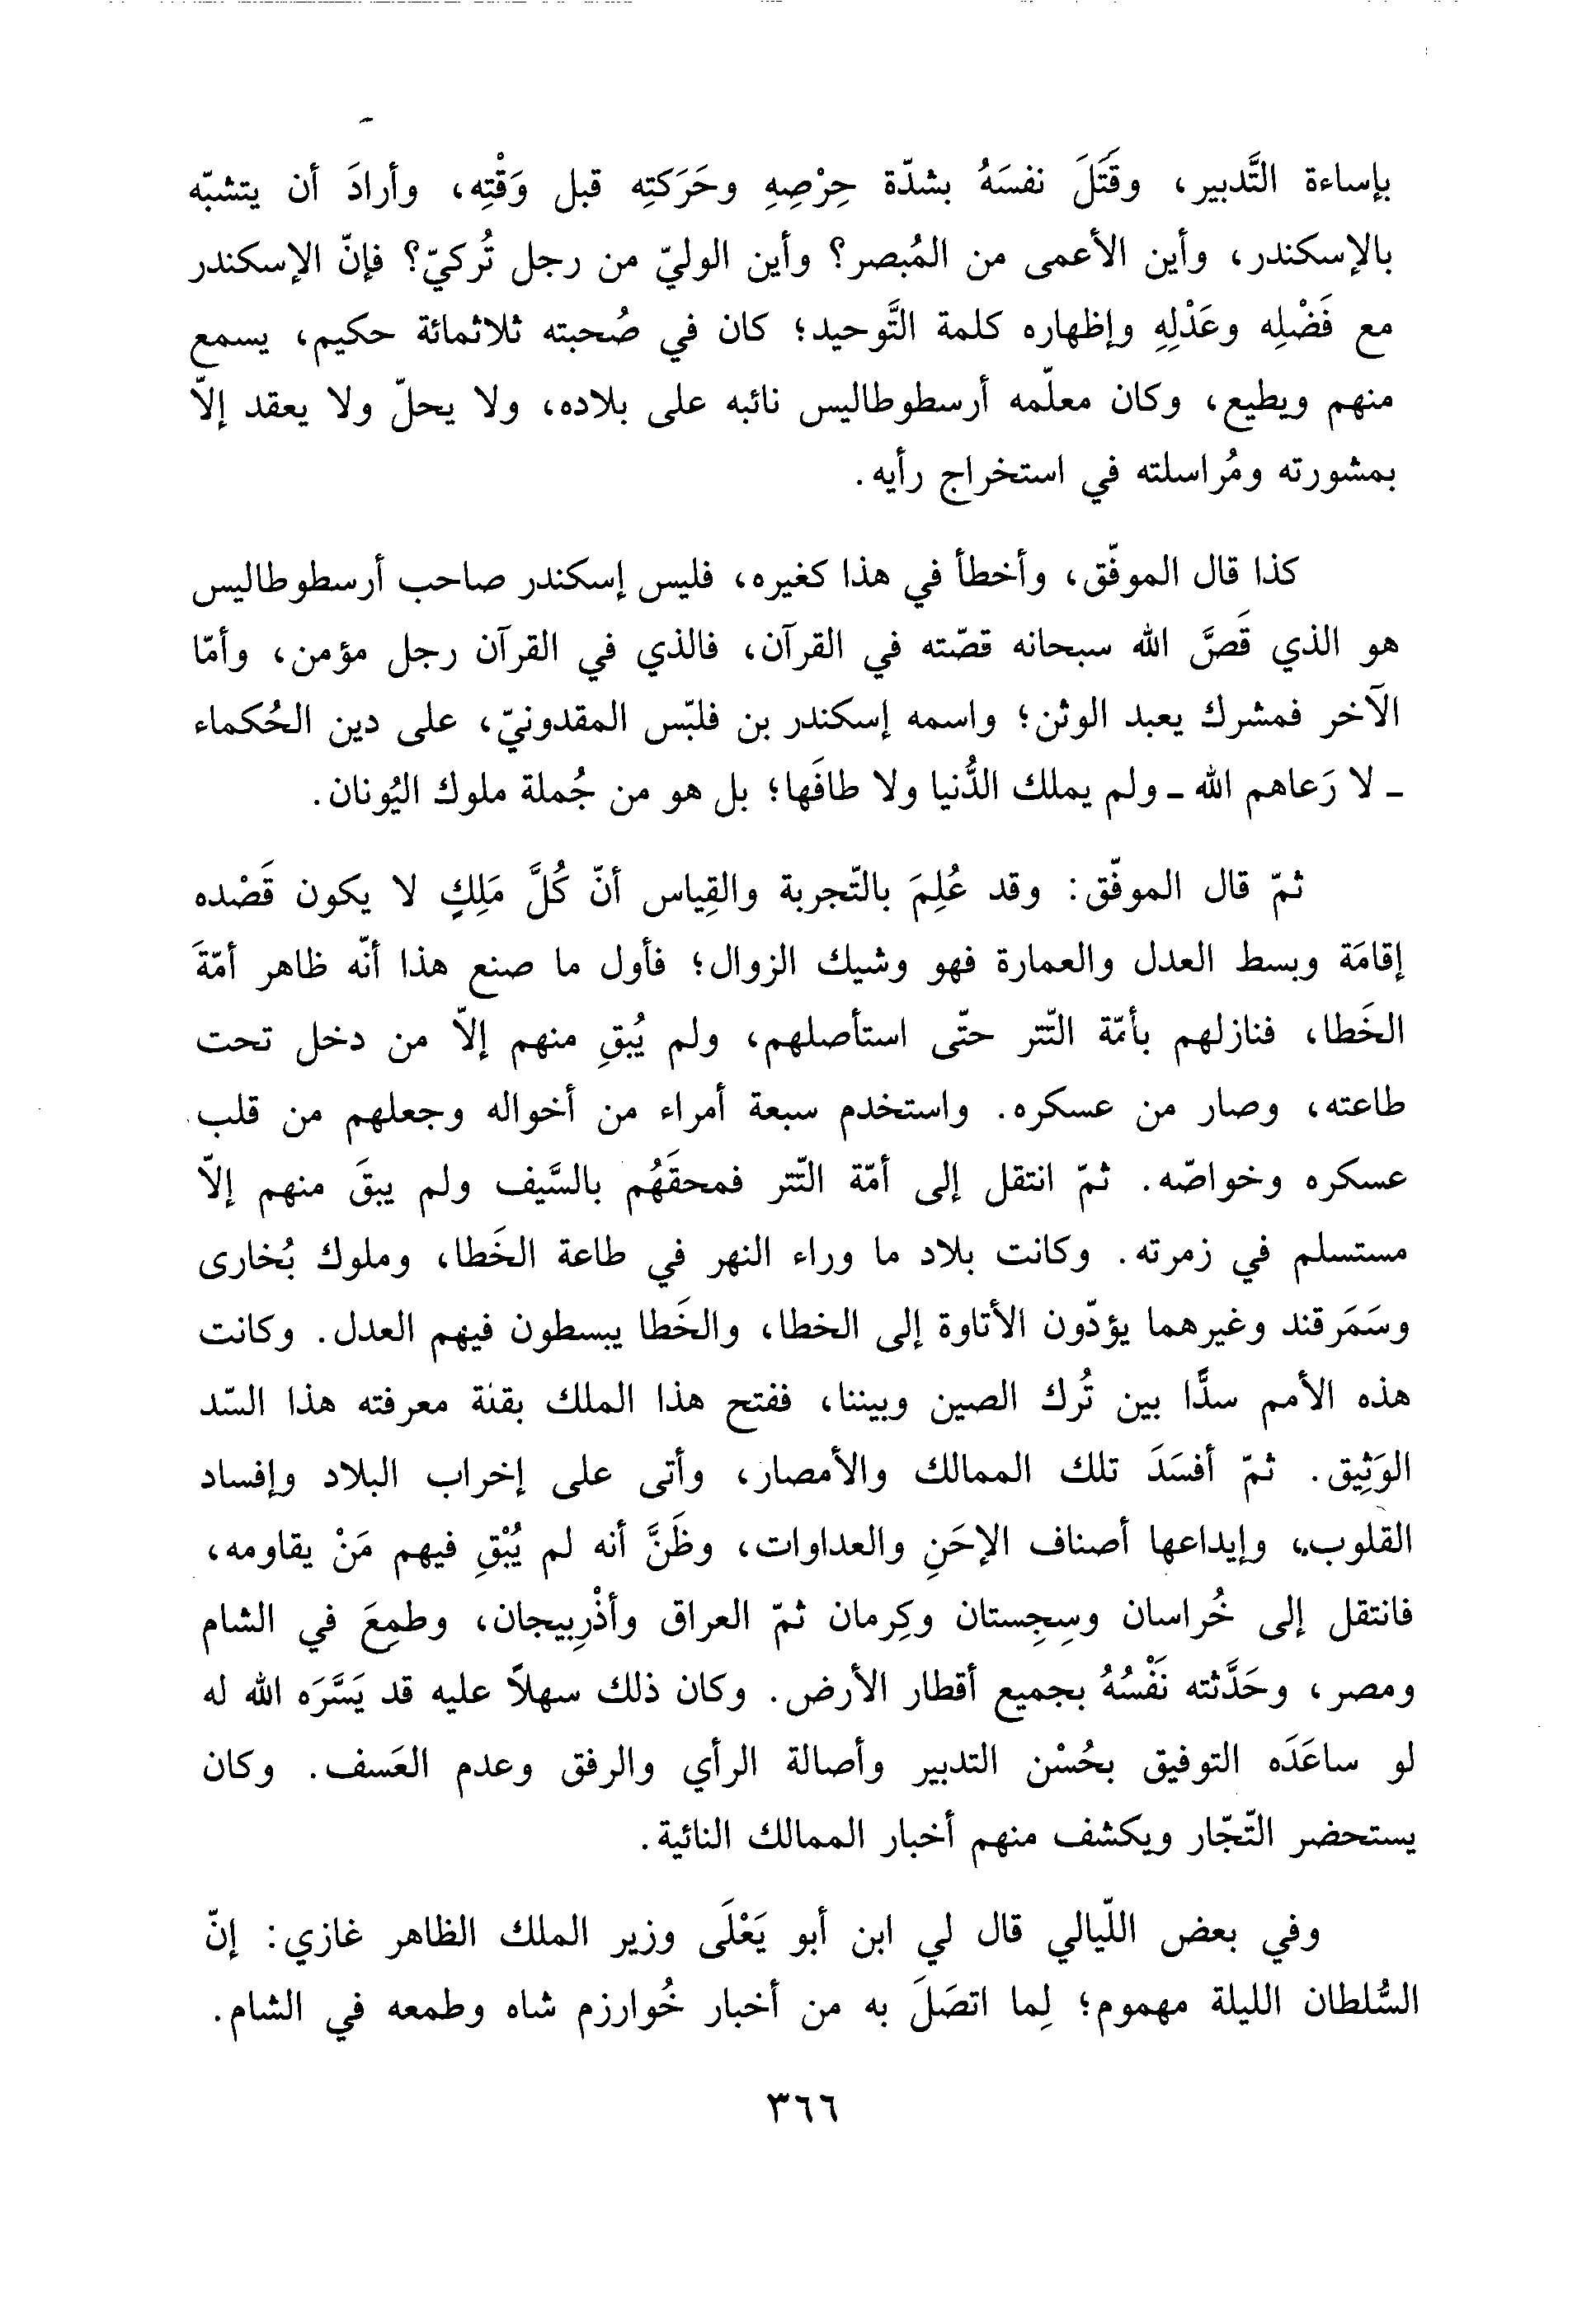 بإساءة التَّدبير، وقَتَلَ نفسَهُ بشدّة حِرْصِهِ وحَرَكتِه قبل وَقْتِه، وأرادَ أن يتشبّه
بالإسكندر، وأين الأعمى من المُبصر؟ وأين الوليّ من رجل تُركيّ؟ فإنّ الإسكندر
مع فَضْلِه وعَدْلِهِ وإظهاره كلمة التَّوحيد؛ كان في صُحبته ثلاثمائة حكيم، يسمع
منهم ويطيع، وكان معلّمه أرسطوطاليس نائبه على بلاده، ولا يحلّ ولا يعقد إلاّ
بمشورته ومُراسلته في استخراج رأيه.
كذا قال الموفّق، وأخطأ في هذا كغيره، فليس إسكندر صاحب أرسطوطاليس
هو الذي قَصَّ الله سبحانه قصّته في القرآن، فالذي في القرآن رجل مؤمن، وأمّا
الآخر فمشرك يعبد الوثن؛ واسمه إسكندر بن فلبّس المقدونيّ، على دين الحُكماء
ـ لا رَعاهم الله ـ ولم يملك الدُّنيا ولا طافَها؛ بل هو من جُملة ملوك اليُونان.
ثمّ قال الموفّق: وقد عُلِمَ بالتّجربة والقِياس أنّ كُلَّ مَلِكٍ لا يكون قَصْده
إقامَة وبسط العدل والعمارة فهو وشيك الزوال؛ فأول ما صنع هذا أنّه ظاهر أمّةَ
الخَطا، فنازلهم بأمّة التّتر حتّى استأصلهم، ولم يُبقِ منهم إلاّ من دخل تحت
طاعته، وصار من عسكره. واستخدم سبعة أمراء من أخواله وجعلهم من قلب
عسكره وخواصّه. ثمّ انتقل إلى أمّة التّتر فمحقَهُم بالسَّيف ولم يبقَ منهم إلاّ
مستسلم في زمرته. وكانت بلاد ما وراء النهر في طاعة الخَطا، وملوك بُخارى
وسَمَرقند وغيرهما يؤدّون الأتاوة إلى الخطا، والخَطا يبسطون فيهم العدل. وكانت
هذه الأمم سدًّا بين تُرك الصين وبيننا، ففتح هذا الملك بقنة معرفته هذا السّد
الوَثِيق. ثمّ أفسَدَ تلك الممالك والأمصار، وأتى على إخراب البلاد وإفساد
القلوب، وإيداعها أصناف الإحَنِ والعداوات، وظَنَّ أنه لم يُبْقِ فيهم مَنْ يقاومه،
فانتقل إلى خُراسان وسِجِستان وكِرمان ثمّ العراق وأذْرِبيجان، وطمِعَ في الشام
ومصر، وحَدَّثته نَفْسُهُ بجميع أقطار الأرض. وكان ذلك سهلاً عليه قد يَسَّرَه الله له
لو ساعَدَه التوفيق بحُسْن التدبير وأصالة الرأي والرفق وعدم العَسف. وكان
يستحضر التّجّار ويكشف منهم أخبار الممالك النائية.
وفي بعض اللّيالي قال لي ابن أبو يَعْلَى وزير الملك الظاهر غازي: إنّ
السُّلطان الليلة مهموم؛ لِما اتصَلَ به من أخبار خُوارزم شاه وطمعه في الشام.
٣٦٦